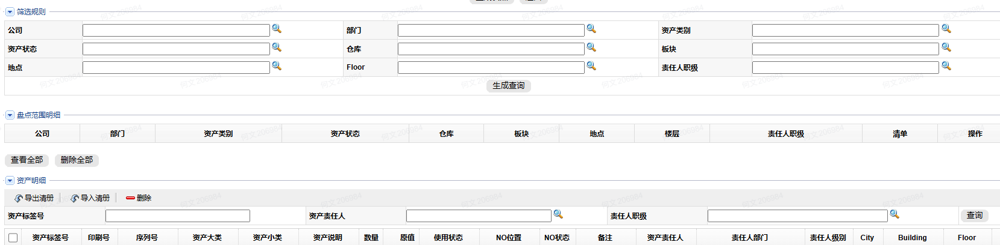 筛选规则
公司 部门 资产类别
资产状态 仓库 板块
地点 Floor 责任人职级
生成查询
盘点范围明细
公司 部门 资产类别 资产状态 仓库 板块 地点 楼层 责任人职级 清单 操作
查看全部 删除全部
资产明细
导出清册 导入清册 删除
资产标签号 资产责任人 责任人职级 查询
资产标签号 印刷号 序列号 资产大类 资产小类 资产说明 数量 原值 使用状态 NO位置 NO状态 备注 资产责任人 责任人部门 责任人级别 City Building Floor
何文206984